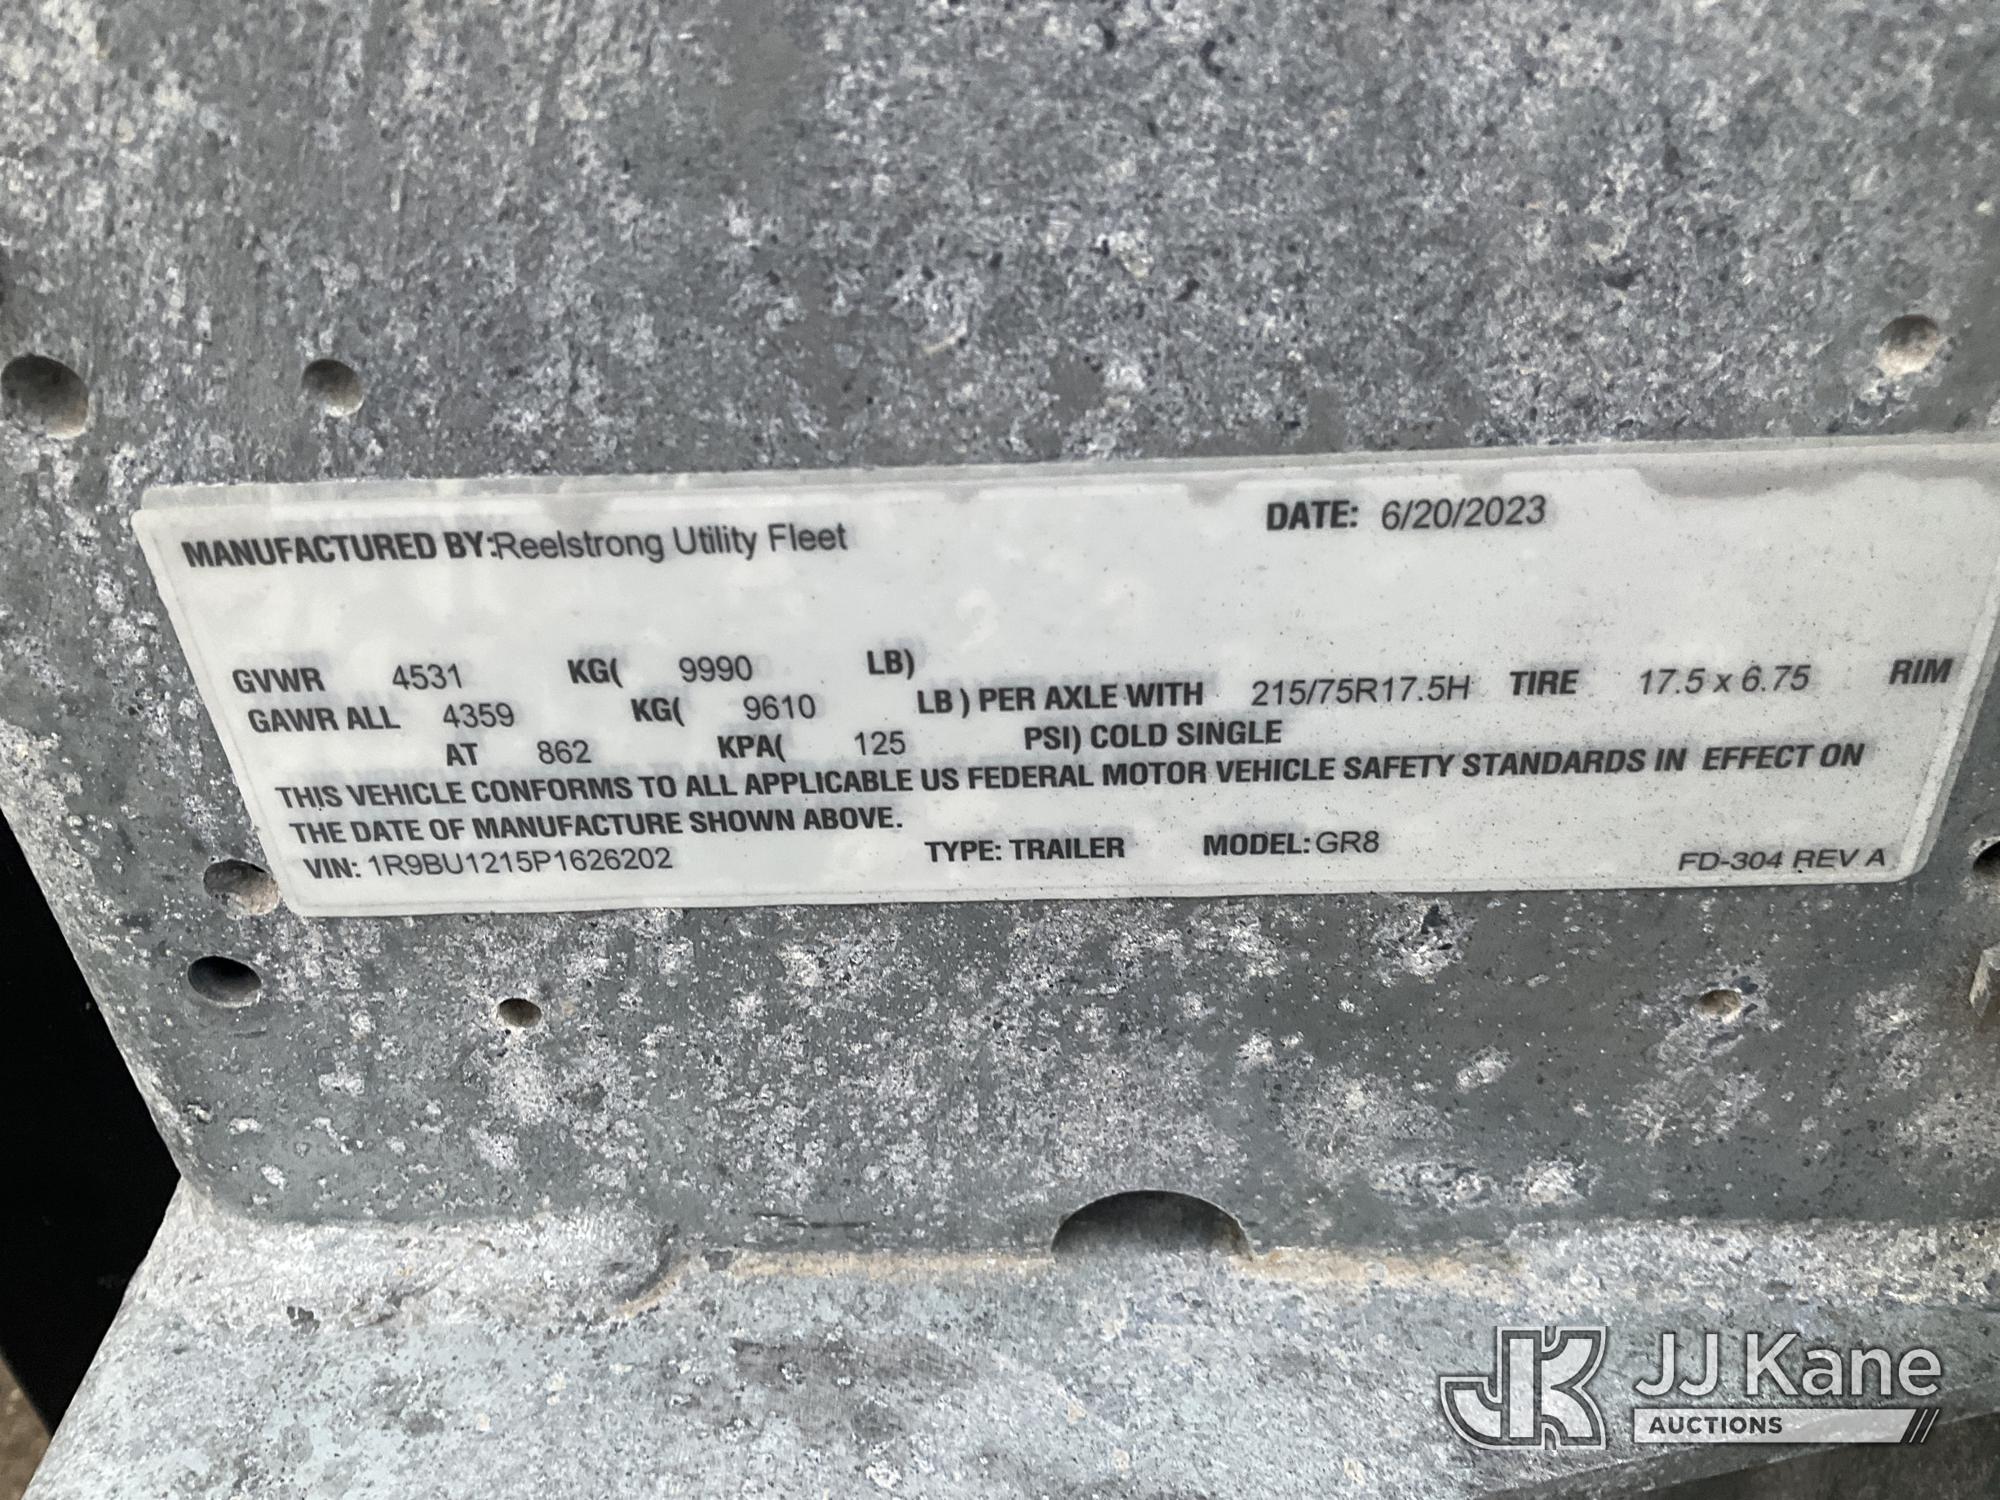 MANUFACTURED BY: Reelstrong Utility Fleet DATE: 6/20/2023
GVWR 4531 KG( 9990 LB)
GAWR ALL 4359 KG( 9610 LB ) PER AXLE WITH 215/75R17.5H TIRE 17.5 x 6.75 RIM
AT 862 KPA( 125 PSI) COLD SINGLE
THIS VEHICLE CONFORMS TO ALL APPLICABLE US FEDERAL MOTOR VEHICLE SAFETY STANDARDS IN EFFECT ON
THE DATE OF MANUFACTURE SHOWN ABOVE.
VIN: 1R9BU1215P1626202 TYPE: TRAILER MODEL: GR8 FD-304 REV A
JK JJ Kane
AUCTIONS